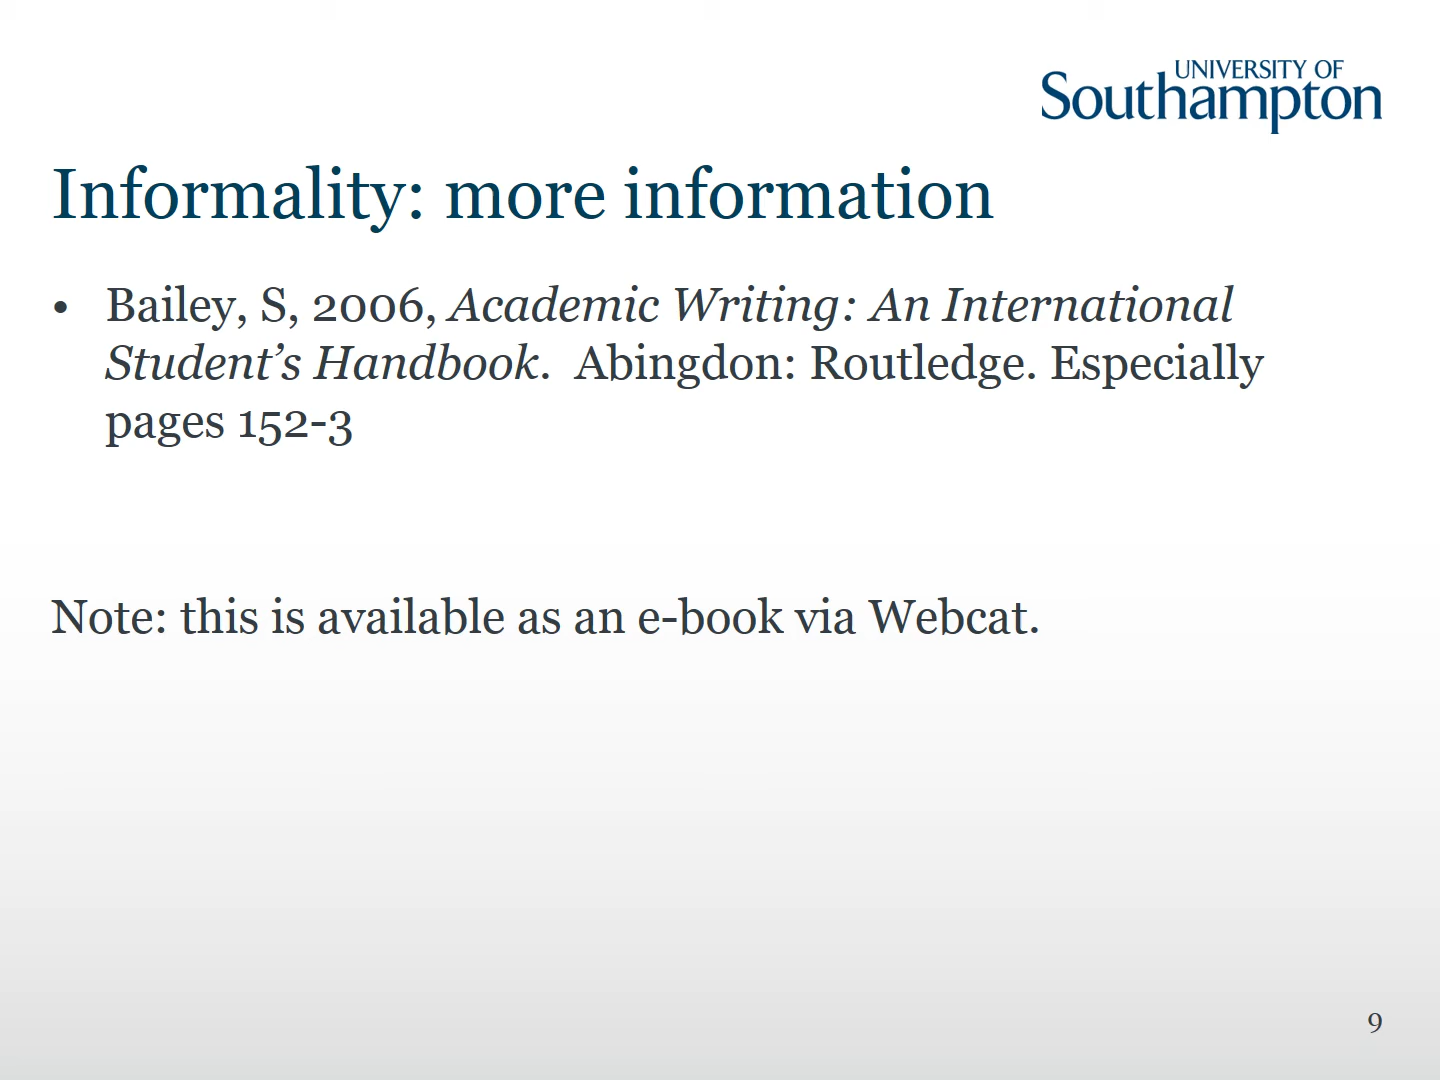 UNIVERSITY OF
Southampton
Informality: more information
• Bailey, S, 2006, Academic Writing: An International
Student’s Handbook.  Abingdon: Routledge. Especially
pages 152-3
Note: this is available as an e-book via Webcat.
9